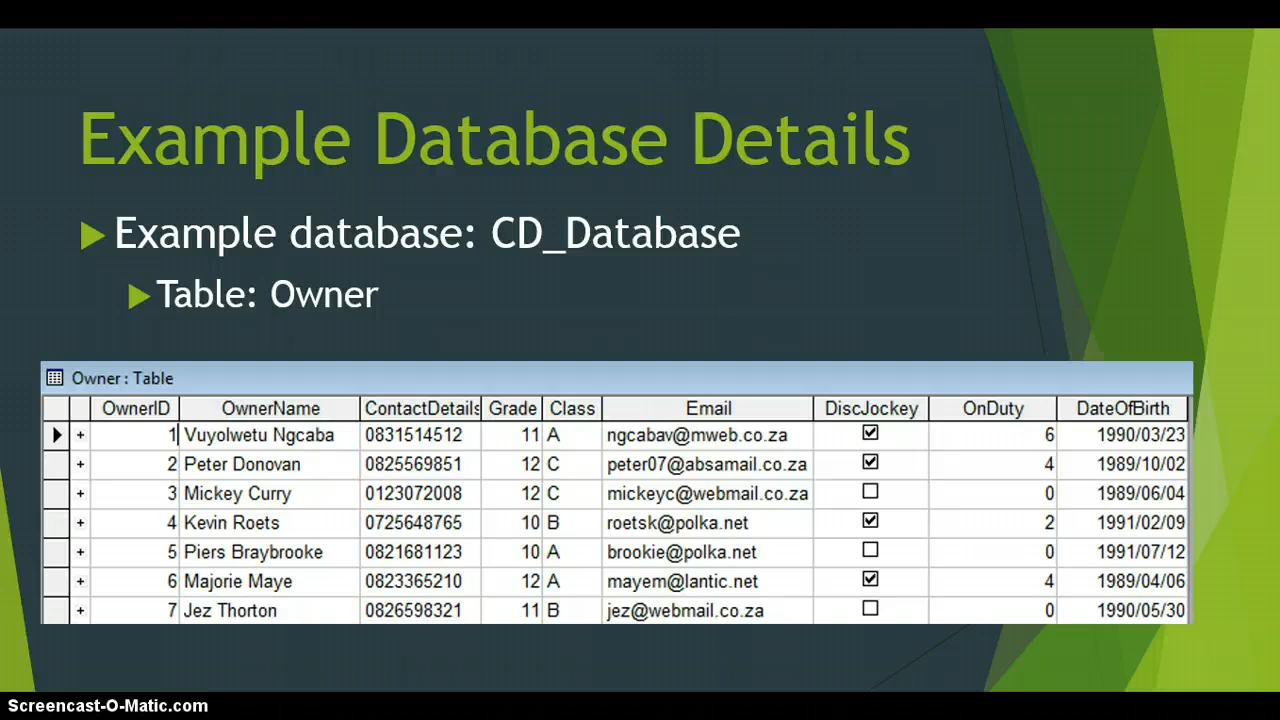 Example Database Details
Example database: CD_Database
Table: Owner
Owner : Table
OwnerID OwnerName ContactDetails Grade Class Email DiscJockey OnDuty DateOfBirth
+ 1 Vuyolwetu Ngcaba 0831514512 11 A ngcabav@mweb.co.za 6 1990/03/23
+ 2 Peter Donovan 0825569851 12 C peter07@absamail.co.za 4 1989/10/02
+ 3 Mickey Curry 0123072008 12 C mickeyc@webmail.co.za 0 1989/06/04
+ 4 Kevin Roets 0725648765 10 B roetsk@polka.net 2 1991/02/09
+ 5 Piers Braybrooke 0821681123 10 A brookie@polka.net 0 1991/07/12
+ 6 Majorie Maye 0823365210 12 A mayem@lantic.net 4 1989/04/06
+ 7 Jez Thorton 0826598321 11 B jez@webmail.co.za 0 1990/05/30
Screencast-O-Matic.com